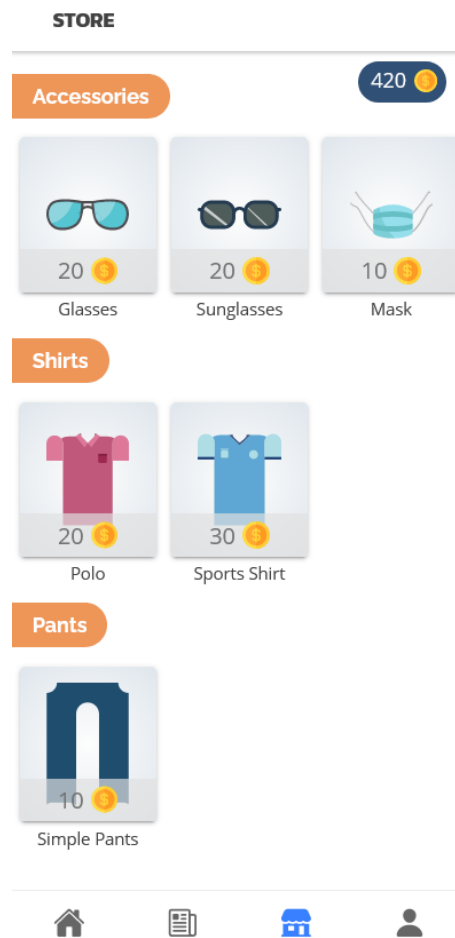 STORE
420
Accessories
20 20 10
Glasses Sunglasses Mask
Shirts
20 30
Polo Sports Shirt
Pants
10
Simple Pants